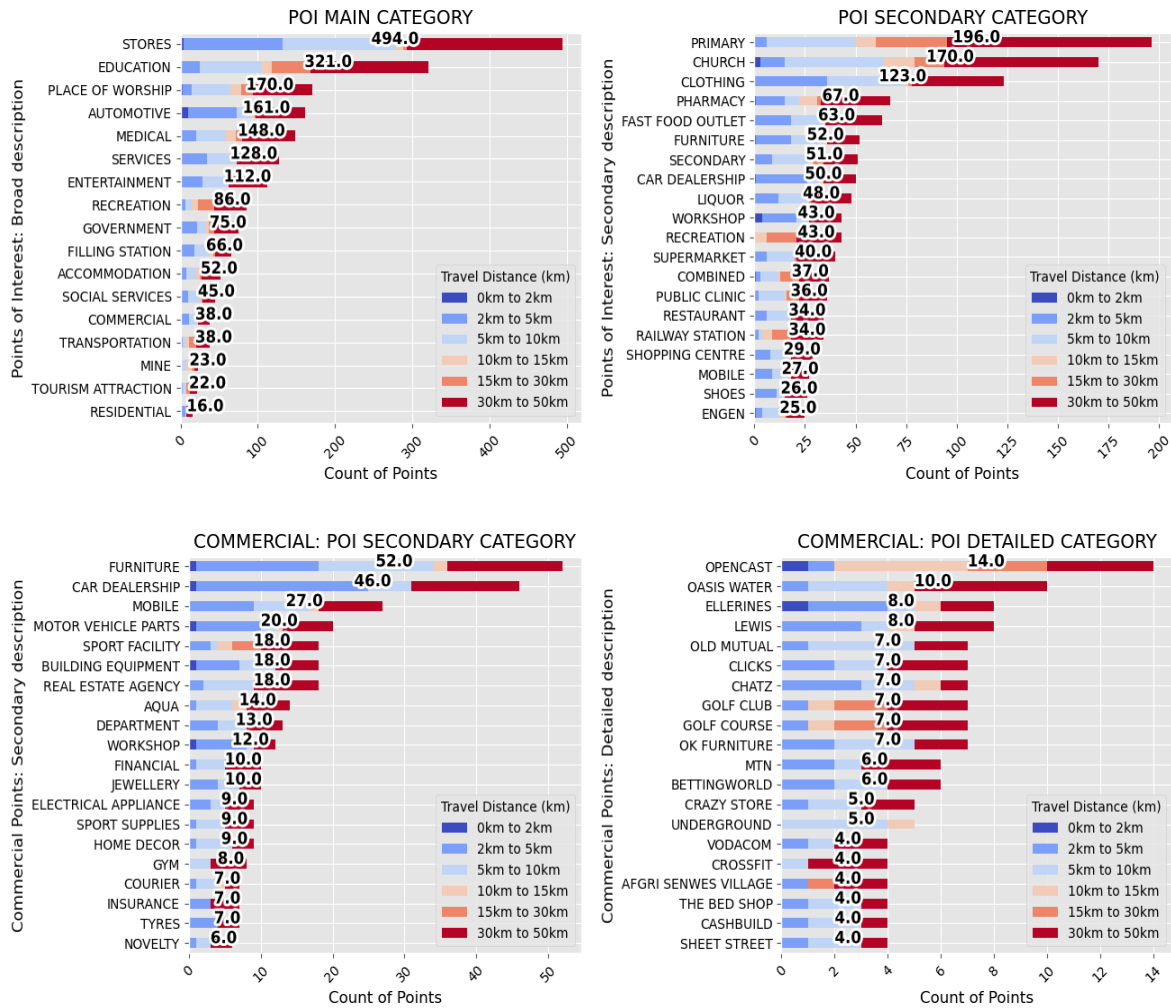 POI MAIN CATEGORY
Points of Interest: Broad description
STORES 494.0
EDUCATION 321.0
PLACE OF WORSHIP 170.0
AUTOMOTIVE 161.0
MEDICAL 148.0
SERVICES 128.0
ENTERTAINMENT 112.0
RECREATION 86.0
GOVERNMENT 75.0
FILLING STATION 66.0
ACCOMMODATION 52.0
SOCIAL SERVICES 45.0
COMMERCIAL 38.0
TRANSPORTATION 38.0
MINE 23.0
TOURISM ATTRACTION 22.0
RESIDENTIAL 16.0
Travel Distance (km)
0km to 2km
2km to 5km
5km to 10km
10km to 15km
15km to 30km
30km to 50km
0 100 200 300 400 500
Count of Points
POI SECONDARY CATEGORY
Points of Interest: Secondary description
PRIMARY 196.0
CHURCH 170.0
CLOTHING 123.0
PHARMACY 67.0
FAST FOOD OUTLET 63.0
FURNITURE 52.0
SECONDARY 51.0
CAR DEALERSHIP 50.0
LIQUOR 48.0
WORKSHOP 43.0
RECREATION 43.0
SUPERMARKET 40.0
COMBINED 37.0
PUBLIC CLINIC 36.0
RESTAURANT 34.0
RAILWAY STATION 34.0
SHOPPING CENTRE 29.0
MOBILE 27.0
SHOES 26.0
ENGEN 25.0
Travel Distance (km)
0km to 2km
2km to 5km
5km to 10km
10km to 15km
15km to 30km
30km to 50km
0 25 50 75 100 125 150 175 200
Count of Points
COMMERCIAL: POI SECONDARY CATEGORY
Commercial Points: Secondary description
FURNITURE 52.0
CAR DEALERSHIP 46.0
MOBILE 27.0
MOTOR VEHICLE PARTS 20.0
SPORT FACILITY 18.0
BUILDING EQUIPMENT 18.0
REAL ESTATE AGENCY 18.0
AQUA 14.0
DEPARTMENT 13.0
WORKSHOP 12.0
FINANCIAL 10.0
JEWELLERY 10.0
ELECTRICAL APPLIANCE 9.0
SPORT SUPPLIES 9.0
HOME DECOR 9.0
GYM 8.0
COURIER 7.0
INSURANCE 7.0
TYRES 7.0
NOVELTY 6.0
Travel Distance (km)
0km to 2km
2km to 5km
5km to 10km
10km to 15km
15km to 30km
30km to 50km
0 10 20 30 40 50
Count of Points
COMMERCIAL: POI DETAILED CATEGORY
Commercial Points: Detailed description
OPENCAST 14.0
OASIS WATER 10.0
ELLERINES 8.0
LEWIS 8.0
OLD MUTUAL 7.0
CLICKS 7.0
CHATZ 7.0
GOLF CLUB 7.0
GOLF COURSE 7.0
OK FURNITURE 7.0
MTN 6.0
BETTINGWORLD 6.0
CRAZY STORE 5.0
UNDERGROUND 5.0
VODACOM 4.0
CROSSFIT 4.0
AFGRI SENWES VILLAGE 4.0
THE BED SHOP 4.0
CASHBUILD 4.0
SHEET STREET 4.0
Travel Distance (km)
0km to 2km
2km to 5km
5km to 10km
10km to 15km
15km to 30km
30km to 50km
0 2 4 6 8 10 12 14
Count of Points